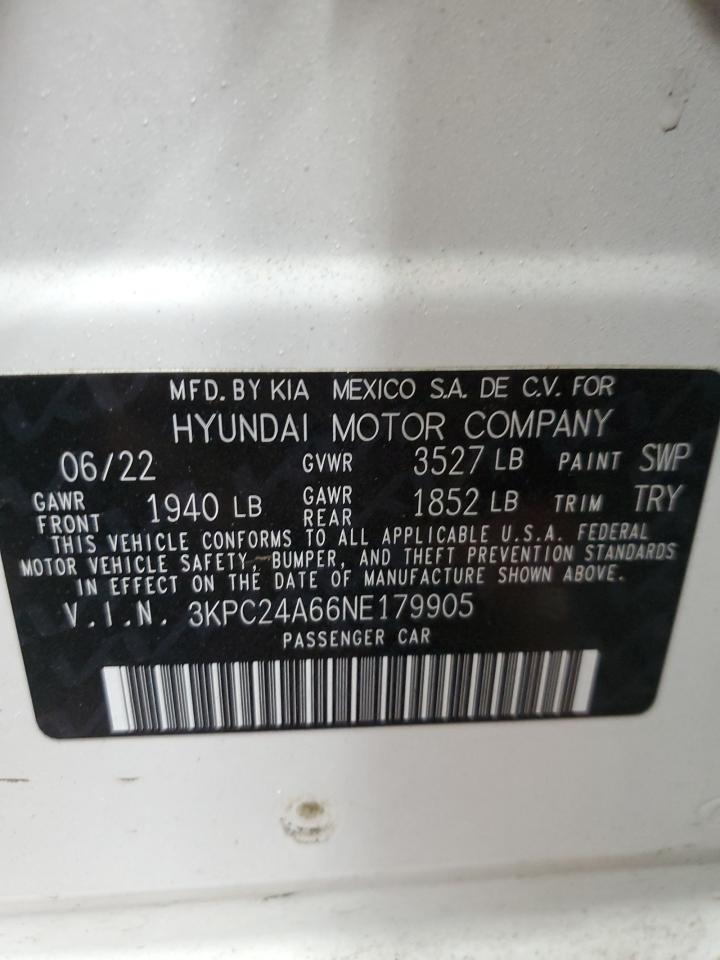 MFD. BY KIA MEXICO S.A. DE C.V. FOR
HYUNDAI MOTOR COMPANY
06/22 GVWR 3527 LB PAINT SWP
GAWR FRONT 1940 LB GAWR REAR 1852 LB TRIM TRY
THIS VEHICLE CONFORMS TO ALL APPLICABLE U.S.A. FEDERAL
MOTOR VEHICLE SAFETY, BUMPER, AND THEFT PREVENTION STANDARDS
IN EFFECT ON THE DATE OF MANUFACTURE SHOWN ABOVE.
V.I.N. 3KPC24A66NE179905
PASSENGER CAR